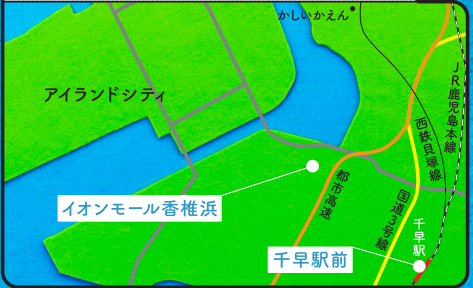 かしいかえん
アイランドシティ
JR鹿児島本線
西鉄貝塚線
都市高速
国道3号線
イオンモール香椎浜
千早駅
千早駅前